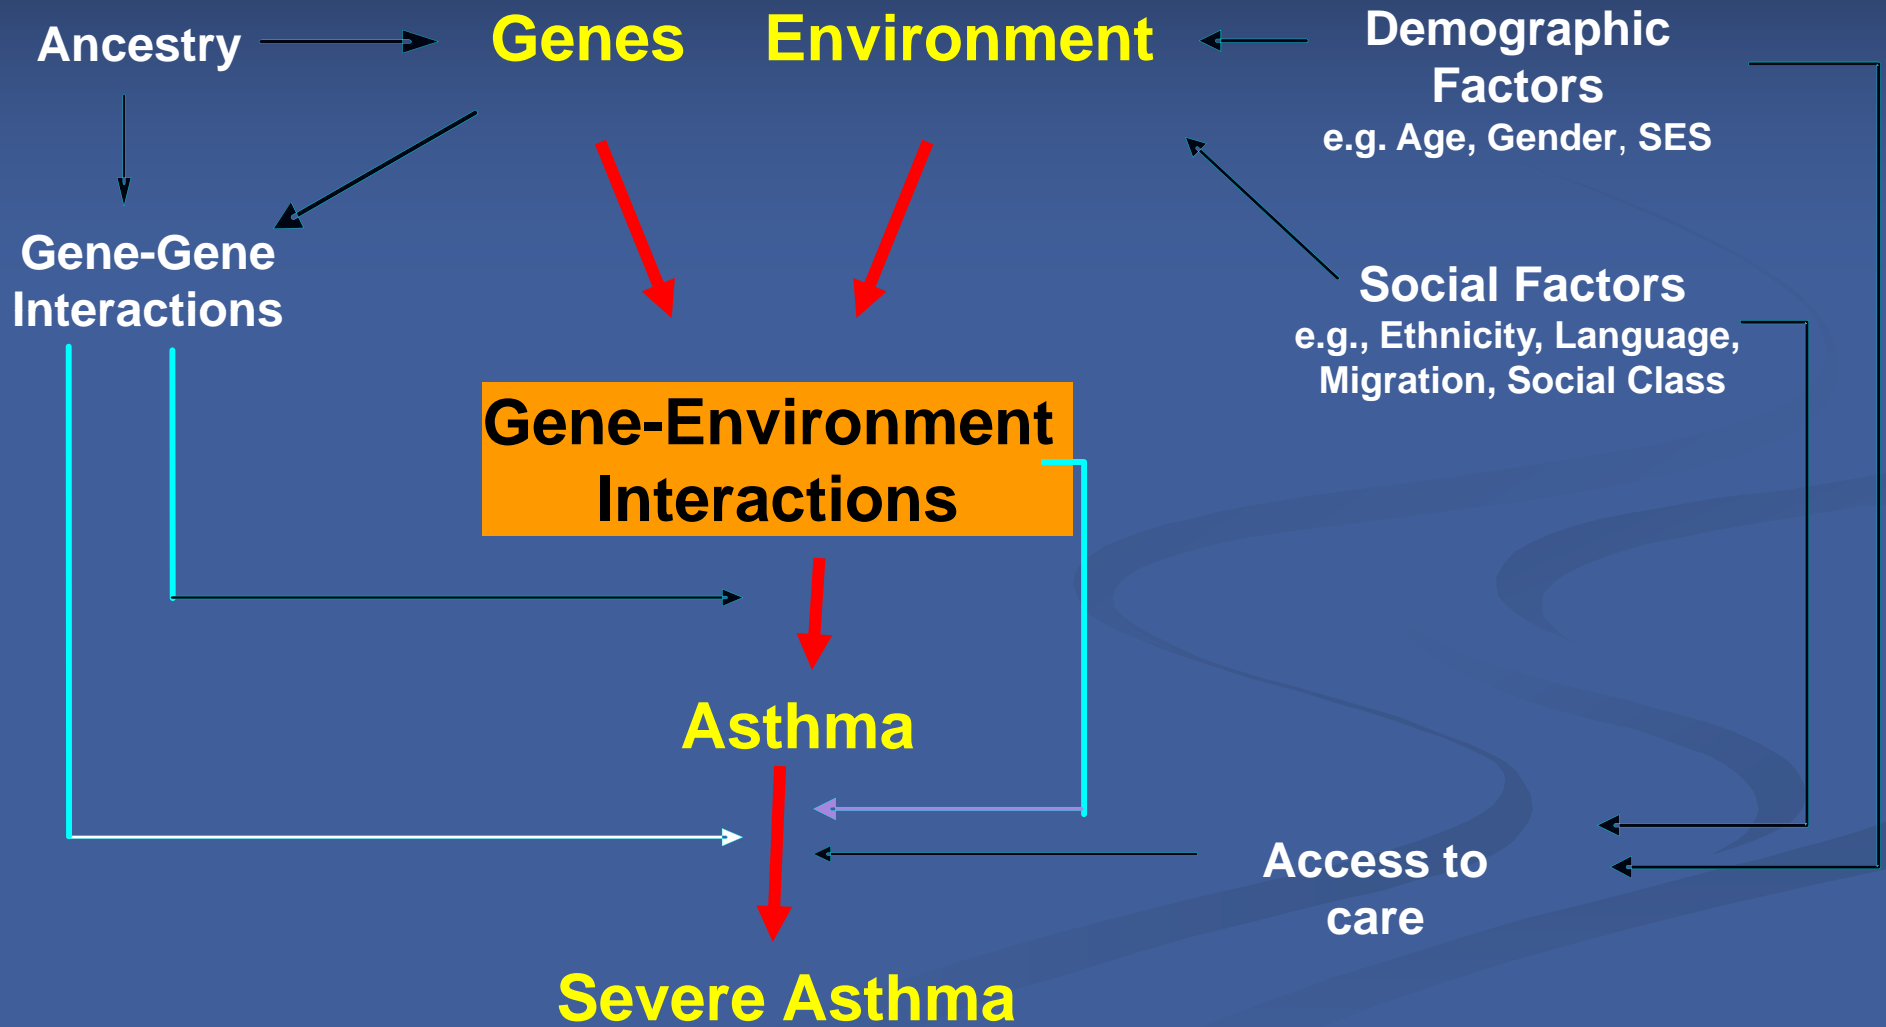 Ancestry
Genes
Environment
Demographic
Factors
e.g. Age, Gender, SES
Gene-Gene
Interactions
Social Factors
e.g., Ethnicity, Language,
Migration, Social Class
Gene-Environment
Interactions
Asthma
Access to
care
Severe Asthma